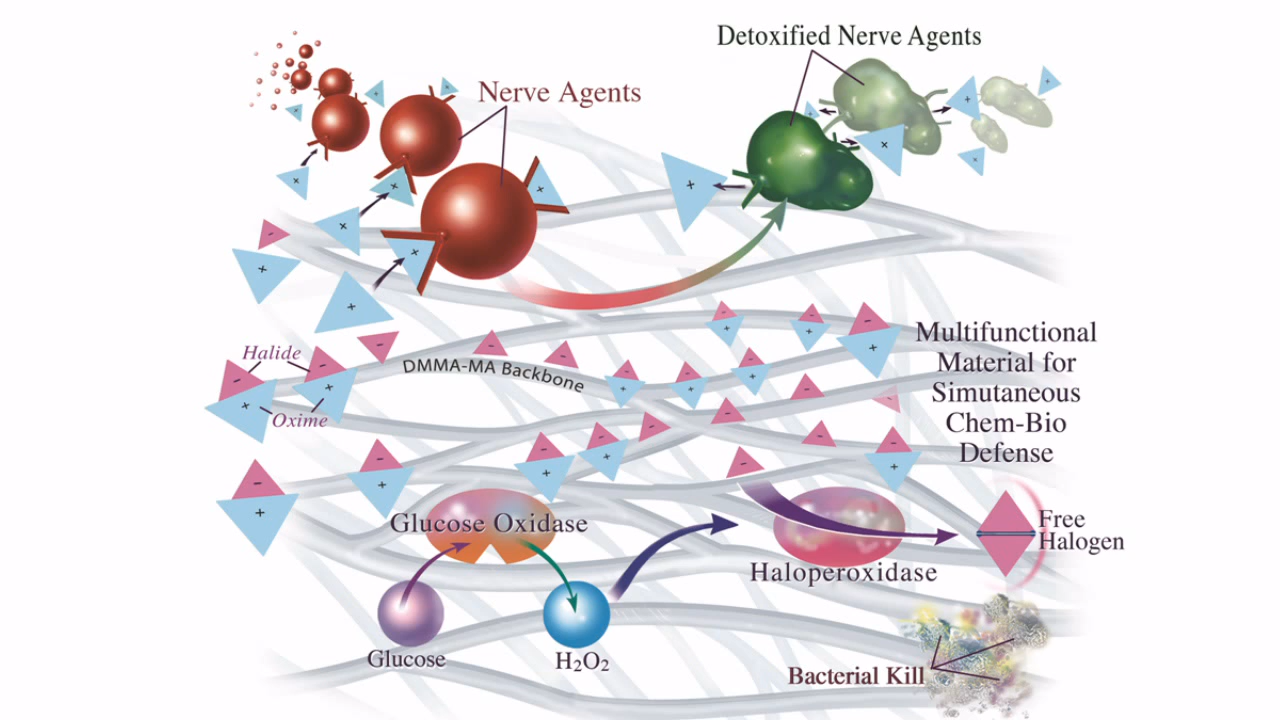 Detoxified Nerve Agents
Nerve Agents
Halide
Oxime
DMMA-MA Backbone
Multifunctional
Material for
Simutaneous
Chem-Bio
Defense
Glucose Oxidase
Haloperoxidase
Free
Halogen
Glucose
H2O2
Bacterial Kill